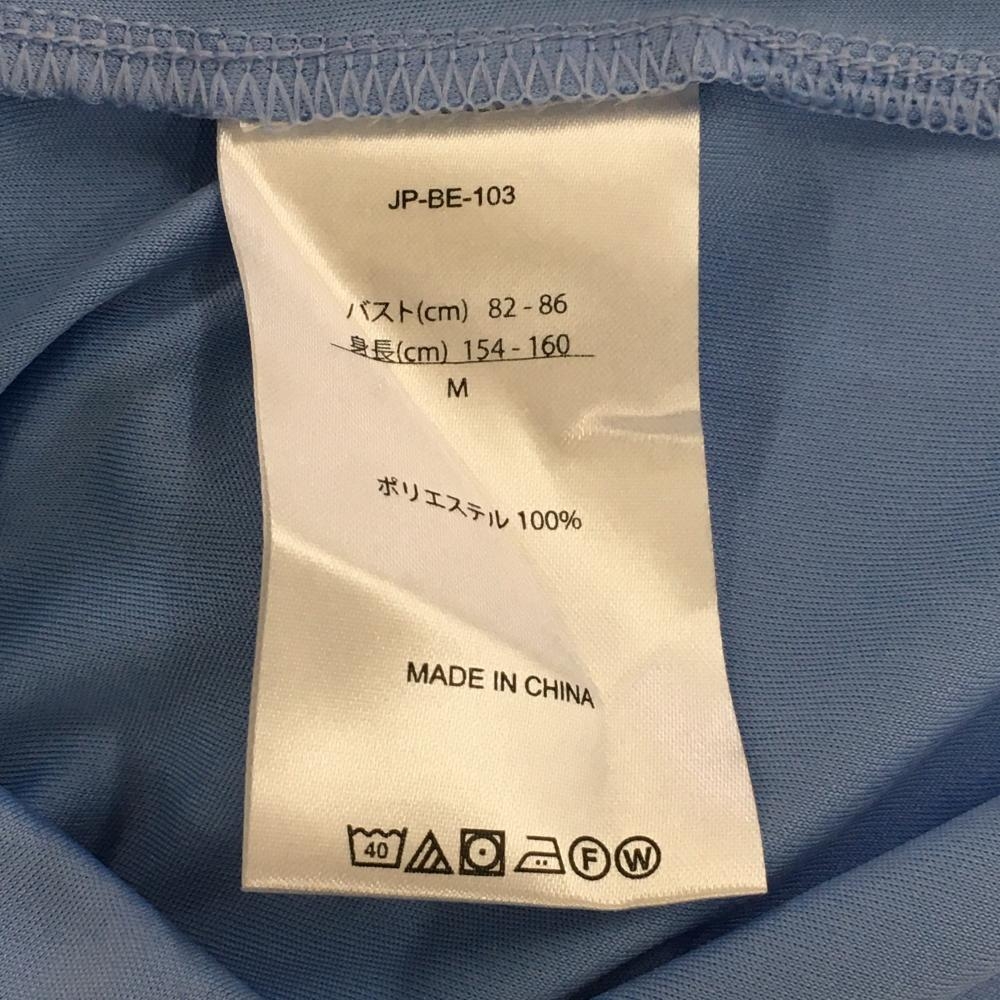 JP-BE-103
バスト(cm) 82 - 86
身長(cm) 154 - 160
M
ポリエステル 100%
MADE IN CHINA
40 F W